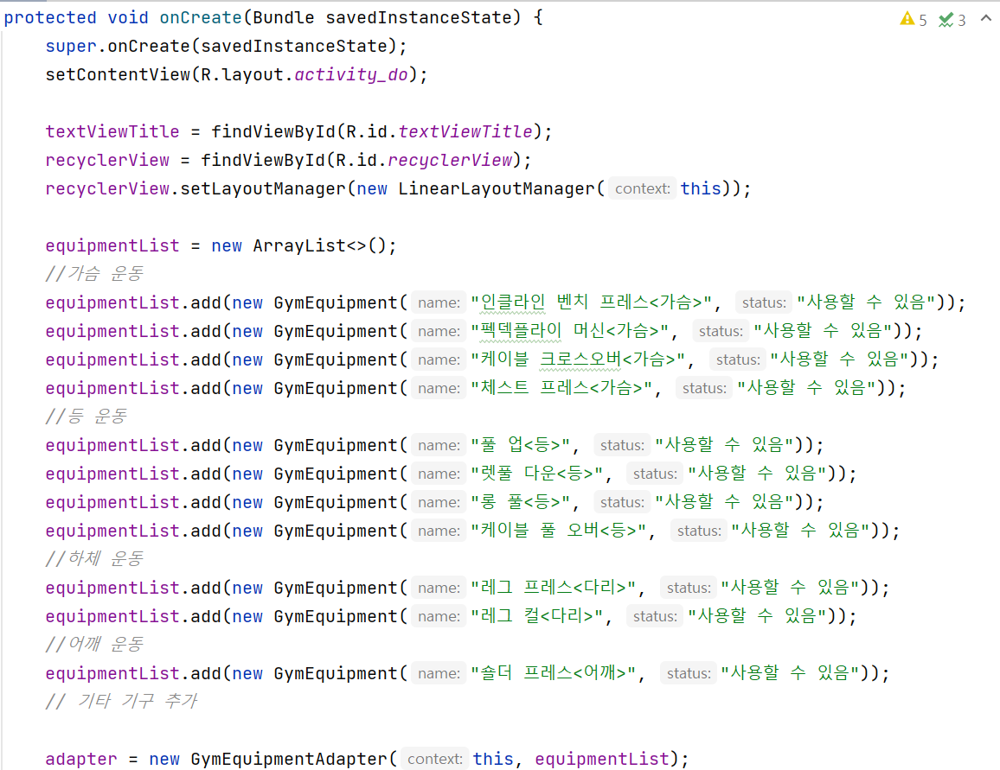 protected void onCreate(Bundle savedInstanceState) { 5 3
super.onCreate(savedInstanceState);
setContentView(R.layout.activity_do);
textViewTitle = findViewById(R.id.textViewTitle);
recyclerView = findViewById(R.id.recyclerView);
recyclerView.setLayoutManager(new LinearLayoutManager( context: this));
equipmentList = new ArrayList<>();
//가슴 운동
equipmentList.add(new GymEquipment( name: "인클라인 벤치 프레스<가슴>", status: "사용할 수 있음"));
equipmentList.add(new GymEquipment( name: "펙덱플라이 머신<가슴>", status: "사용할 수 있음"));
equipmentList.add(new GymEquipment( name: "케이블 크로스오버<가슴>", status: "사용할 수 있음"));
equipmentList.add(new GymEquipment( name: "체스트 프레스<가슴>", status: "사용할 수 있음"));
//등 운동
equipmentList.add(new GymEquipment( name: "풀 업<등>", status: "사용할 수 있음"));
equipmentList.add(new GymEquipment( name: "렛풀 다운<등>", status: "사용할 수 있음"));
equipmentList.add(new GymEquipment( name: "롱 풀<등>", status: "사용할 수 있음"));
equipmentList.add(new GymEquipment( name: "케이블 풀 오버<등>", status: "사용할 수 있음"));
//하체 운동
equipmentList.add(new GymEquipment( name: "레그 프레스<다리>", status: "사용할 수 있음"));
equipmentList.add(new GymEquipment( name: "레그 컬<다리>", status: "사용할 수 있음"));
//어깨 운동
equipmentList.add(new GymEquipment( name: "숄더 프레스<어깨>", status: "사용할 수 있음"));
// 기타 기구 추가
adapter = new GymEquipmentAdapter( context: this, equipmentList);